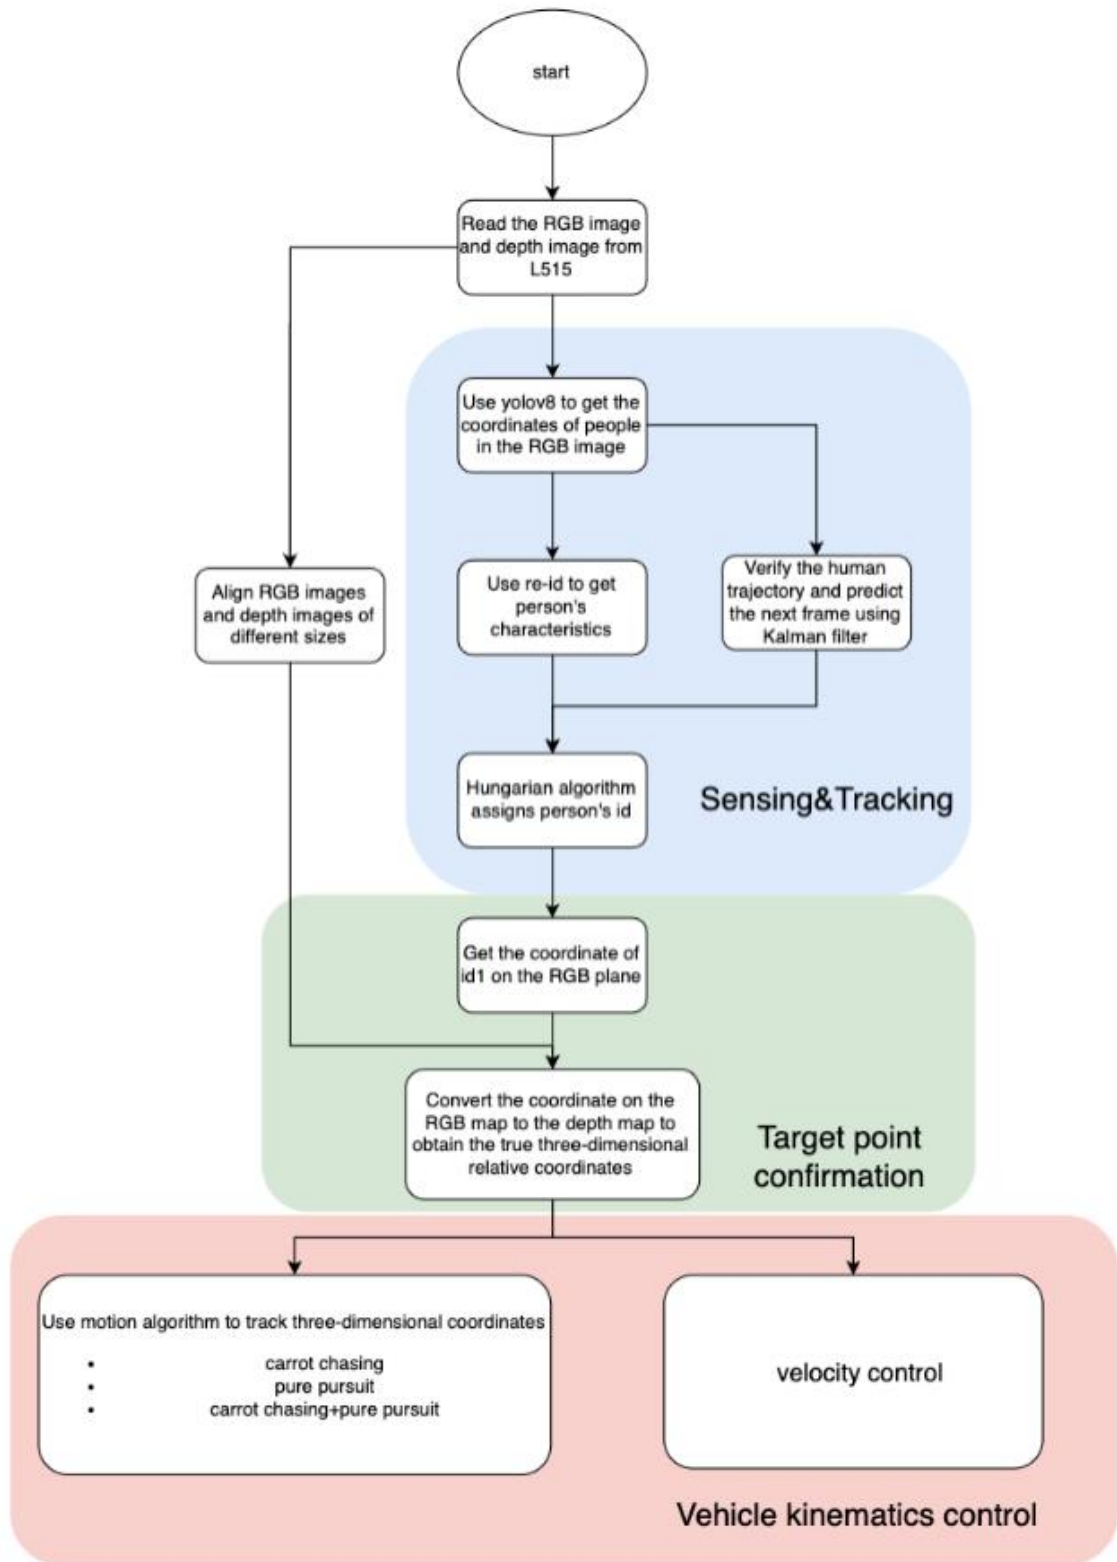 start
Read the RGB image
and depth image from
L515
Use yolov8 to get the
coordinates of people
in the RGB image
Align RGB images
and depth images of
different sizes
Use re-id to get
person's
characteristics
Verify the human
trajectory and predict
the next frame using
Kalman filter
Hungarian algorithm
assigns person's id
Sensing&Tracking
Get the coordinate of
id1 on the RGB plane
Convert the coordinate on the
RGB map to the depth map to
obtain the true three-dimensional
relative coordinates
Target point
confirmation
Use motion algorithm to track three-dimensional coordinates
• carrot chasing
• pure pursuit
• carrot chasing+pure pursuit
velocity control
Vehicle kinematics control